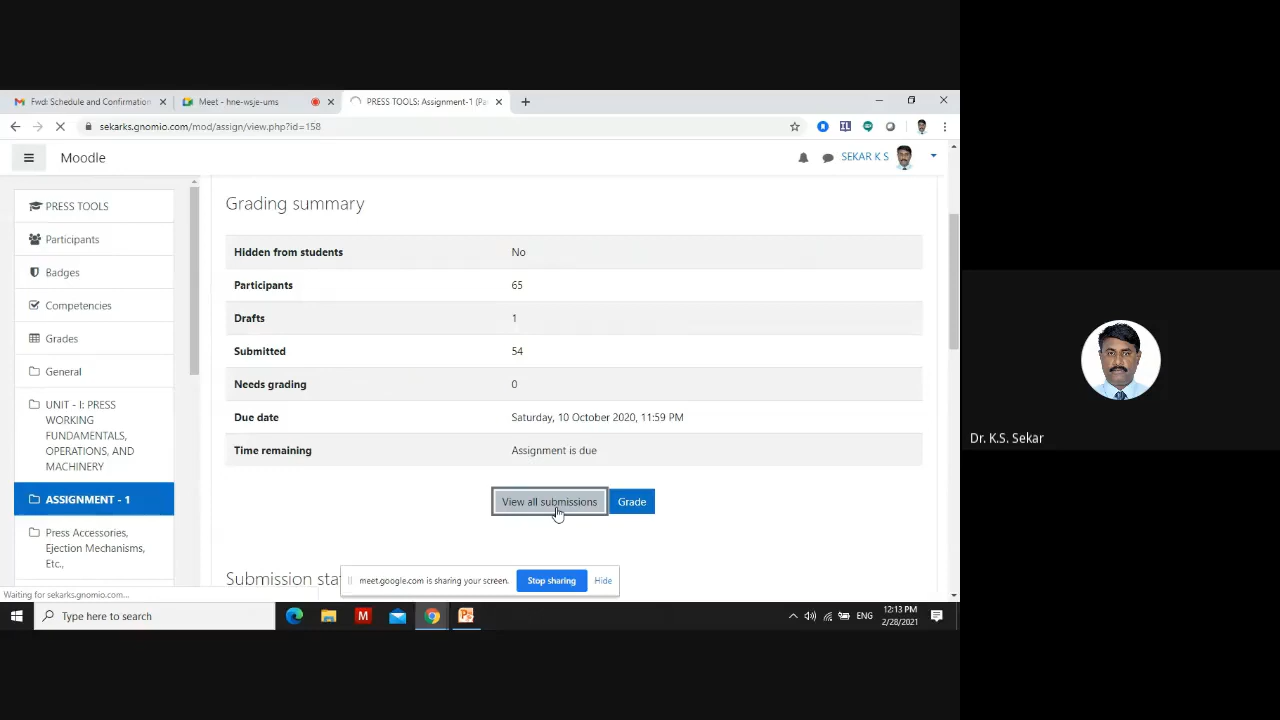 Fwd: Schedule and Confirmation
Meet - hne-wsje-ums
PRESS TOOLS: Assignment-1 (Pa
sekarks.gnomio.com/mod/assign/view.php?id=158
Moodle
SEKAR K S
PRESS TOOLS
Participants
Badges
Competencies
Grades
General
UNIT - I: PRESS
WORKING
FUNDAMENTALS,
OPERATIONS, AND
MACHINERY
ASSIGNMENT - 1
Press Accessories,
Ejection Mechanisms,
Etc.,
Grading summary
Hidden from students No
Participants 65
Drafts 1
Submitted 54
Needs grading 0
Due date Saturday, 10 October 2020, 11:59 PM
Time remaining Assignment is due
View all submissions Grade
Submission sta
meet.google.com is sharing your screen. Stop sharing Hide
Waiting for sekarks.gnomio.com...
Type here to search
ENG
12:13 PM
2/28/2021
Dr. K.S. Sekar